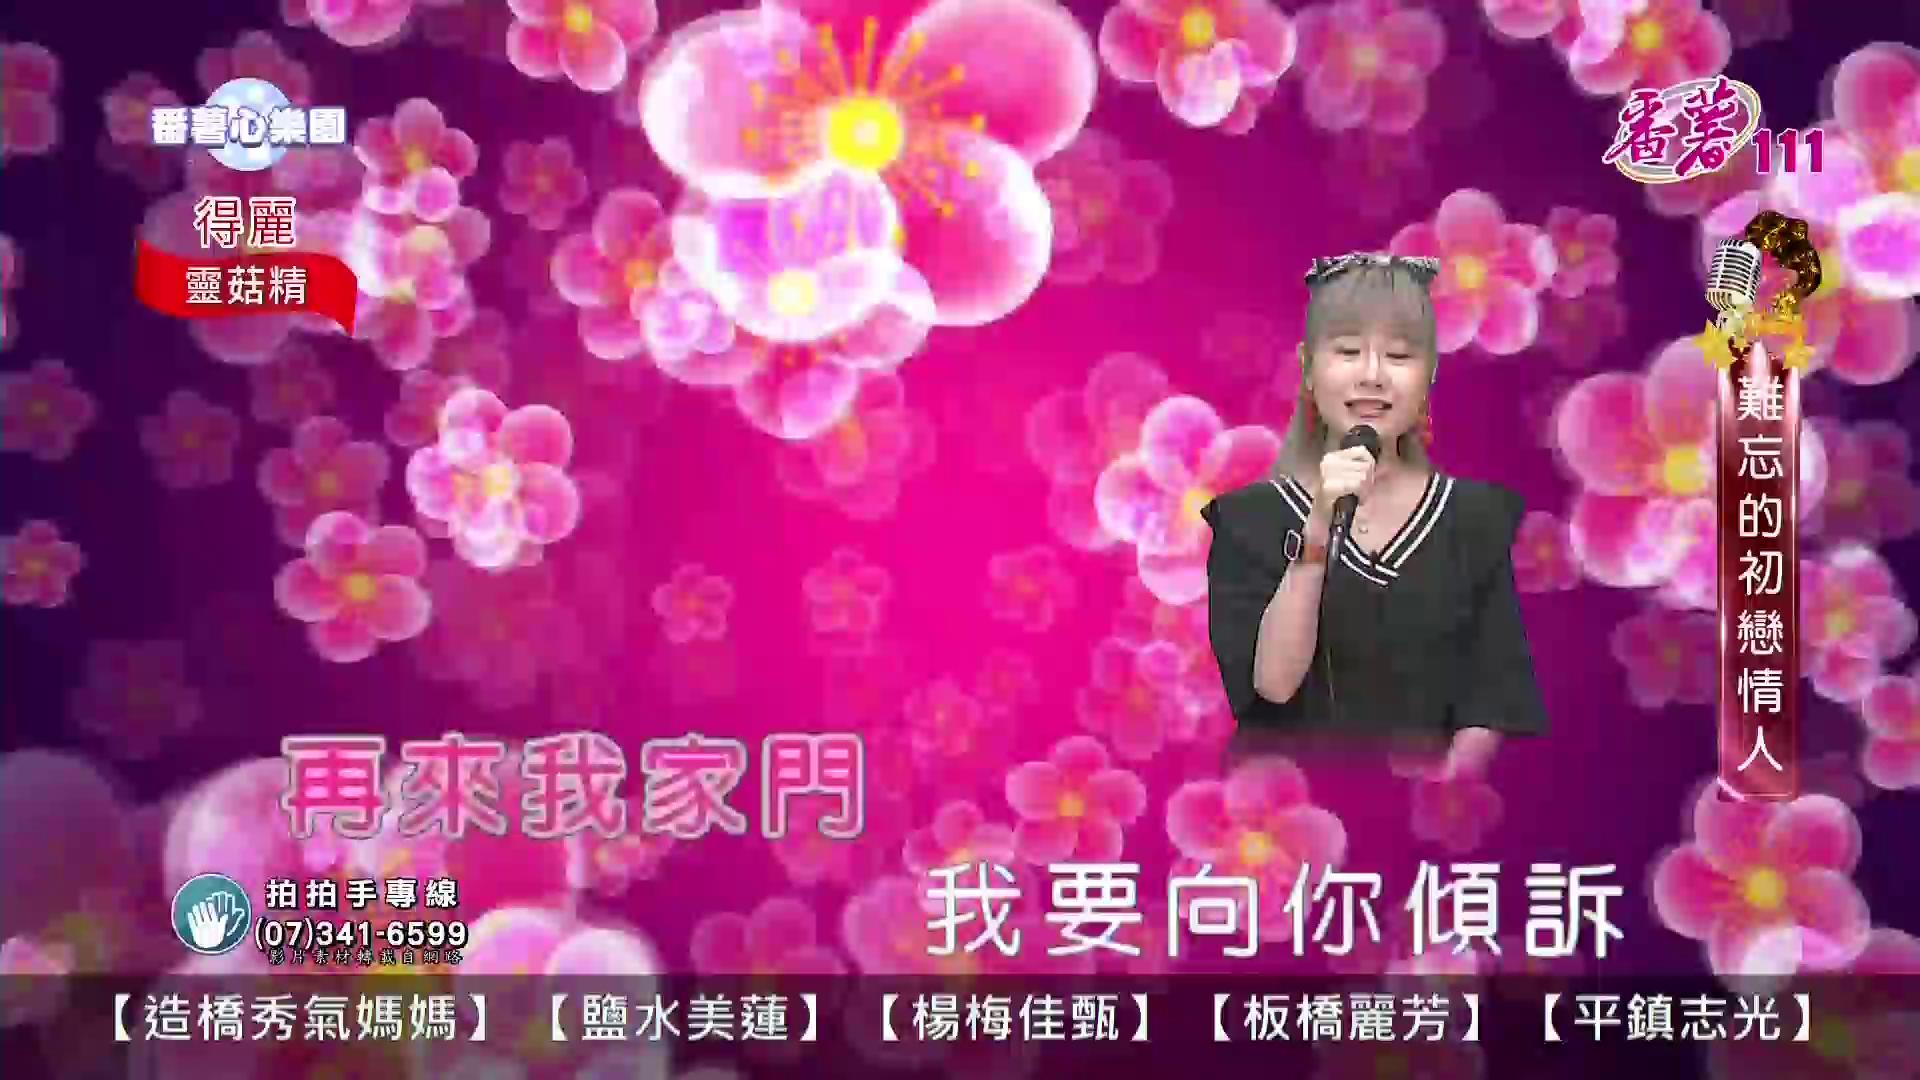 番薯心樂園
番薯111
得麗
靈菇精
難忘的初戀情人
再來我家門
我要向你傾訴
拍拍手專線
(07)341-6599
影片素材轉載自網路
【造橋秀氣媽媽】【鹽水美蓮】【楊梅佳甄】【板橋麗芳】【平鎮志光】